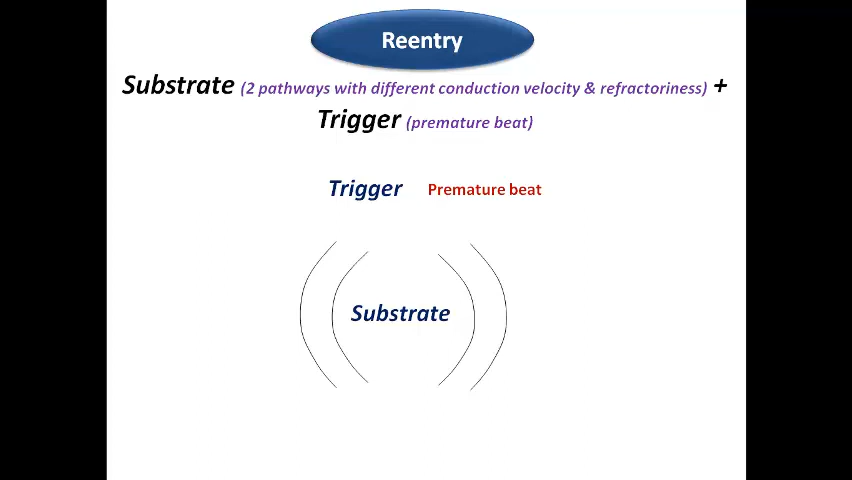 Reentry
Substrate (2 pathways with different conduction velocity & refractoriness) +
Trigger (premature beat)
Trigger Premature beat
Substrate